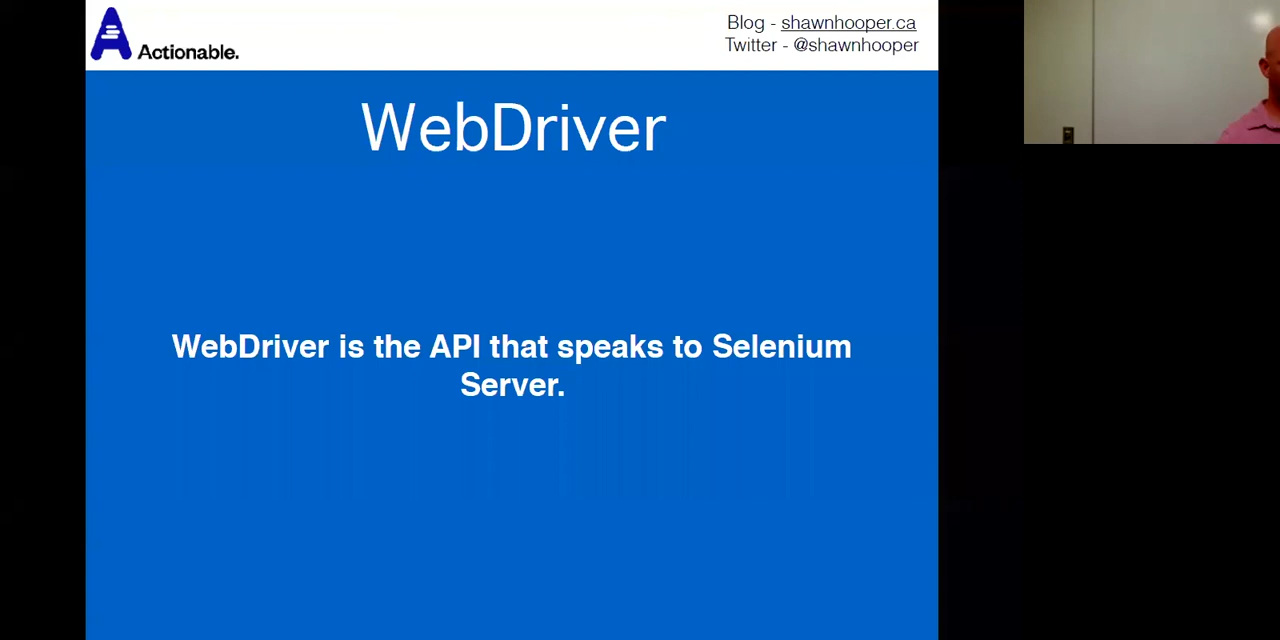 Actionable.
Blog - shawnhooper.ca
Twitter - @shawnhooper
WebDriver
WebDriver is the API that speaks to Selenium
Server.